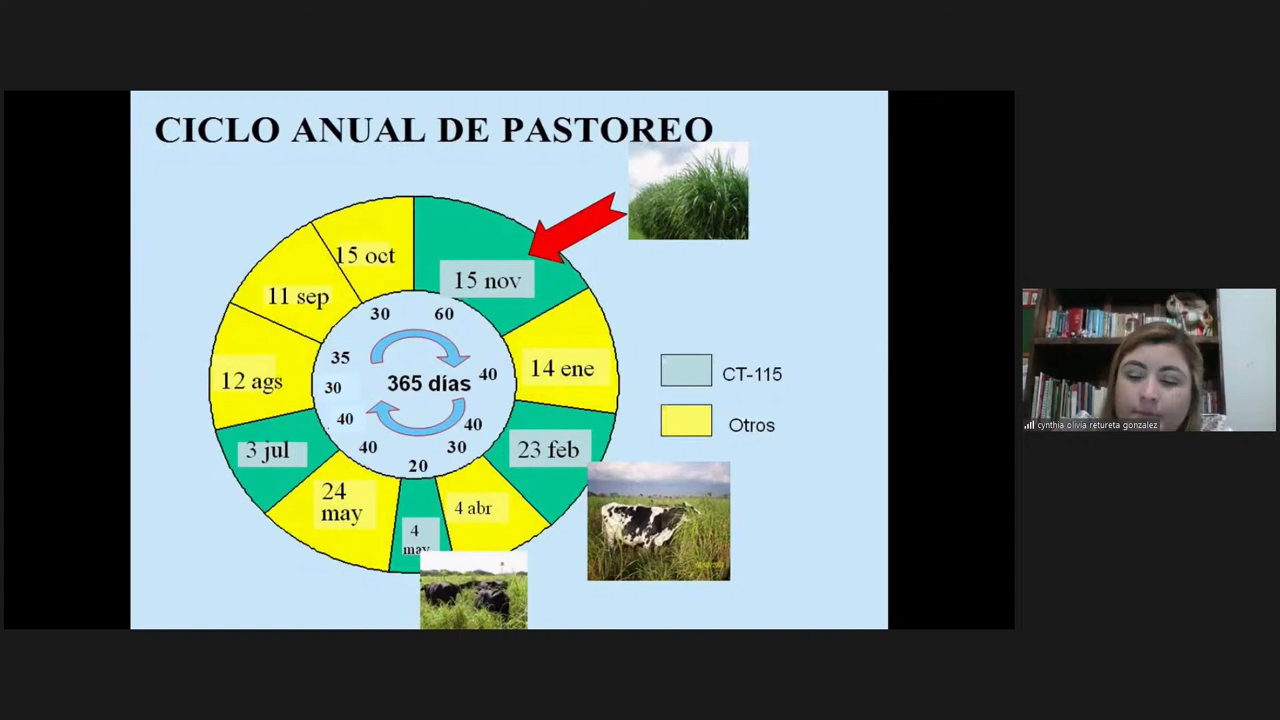 CICLO ANUAL DE PASTOREO
15 oct
15 nov
11 sep
30
60
35
14 ene
12 ags
30
365 días
40
CT-115
40
40
Otros
3 jul
40
30
23 feb
20
24
may
4 abr
4
may
cynthia olivia retureta gonzalez